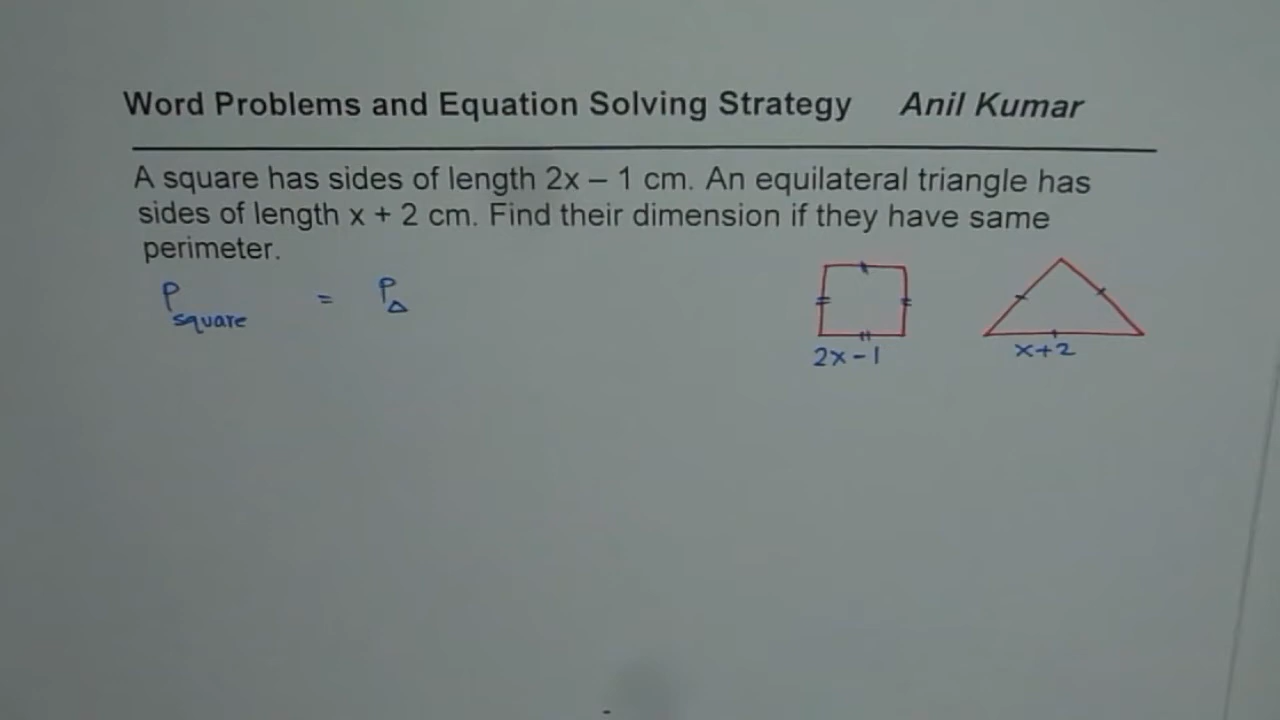 Word Problems and Equation Solving Strategy Anil Kumar
A square has sides of length 2x – 1 cm. An equilateral triangle has
sides of length x + 2 cm. Find their dimension if they have same
perimeter.
P square = P △
2x – 1
x+2